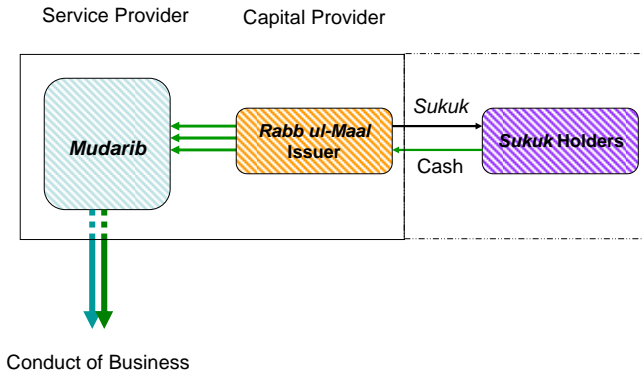 Service Provider
Capital Provider
Mudarib
Rabb ul-Maal
Issuer
Sukuk
Cash
Sukuk Holders
Conduct of Business